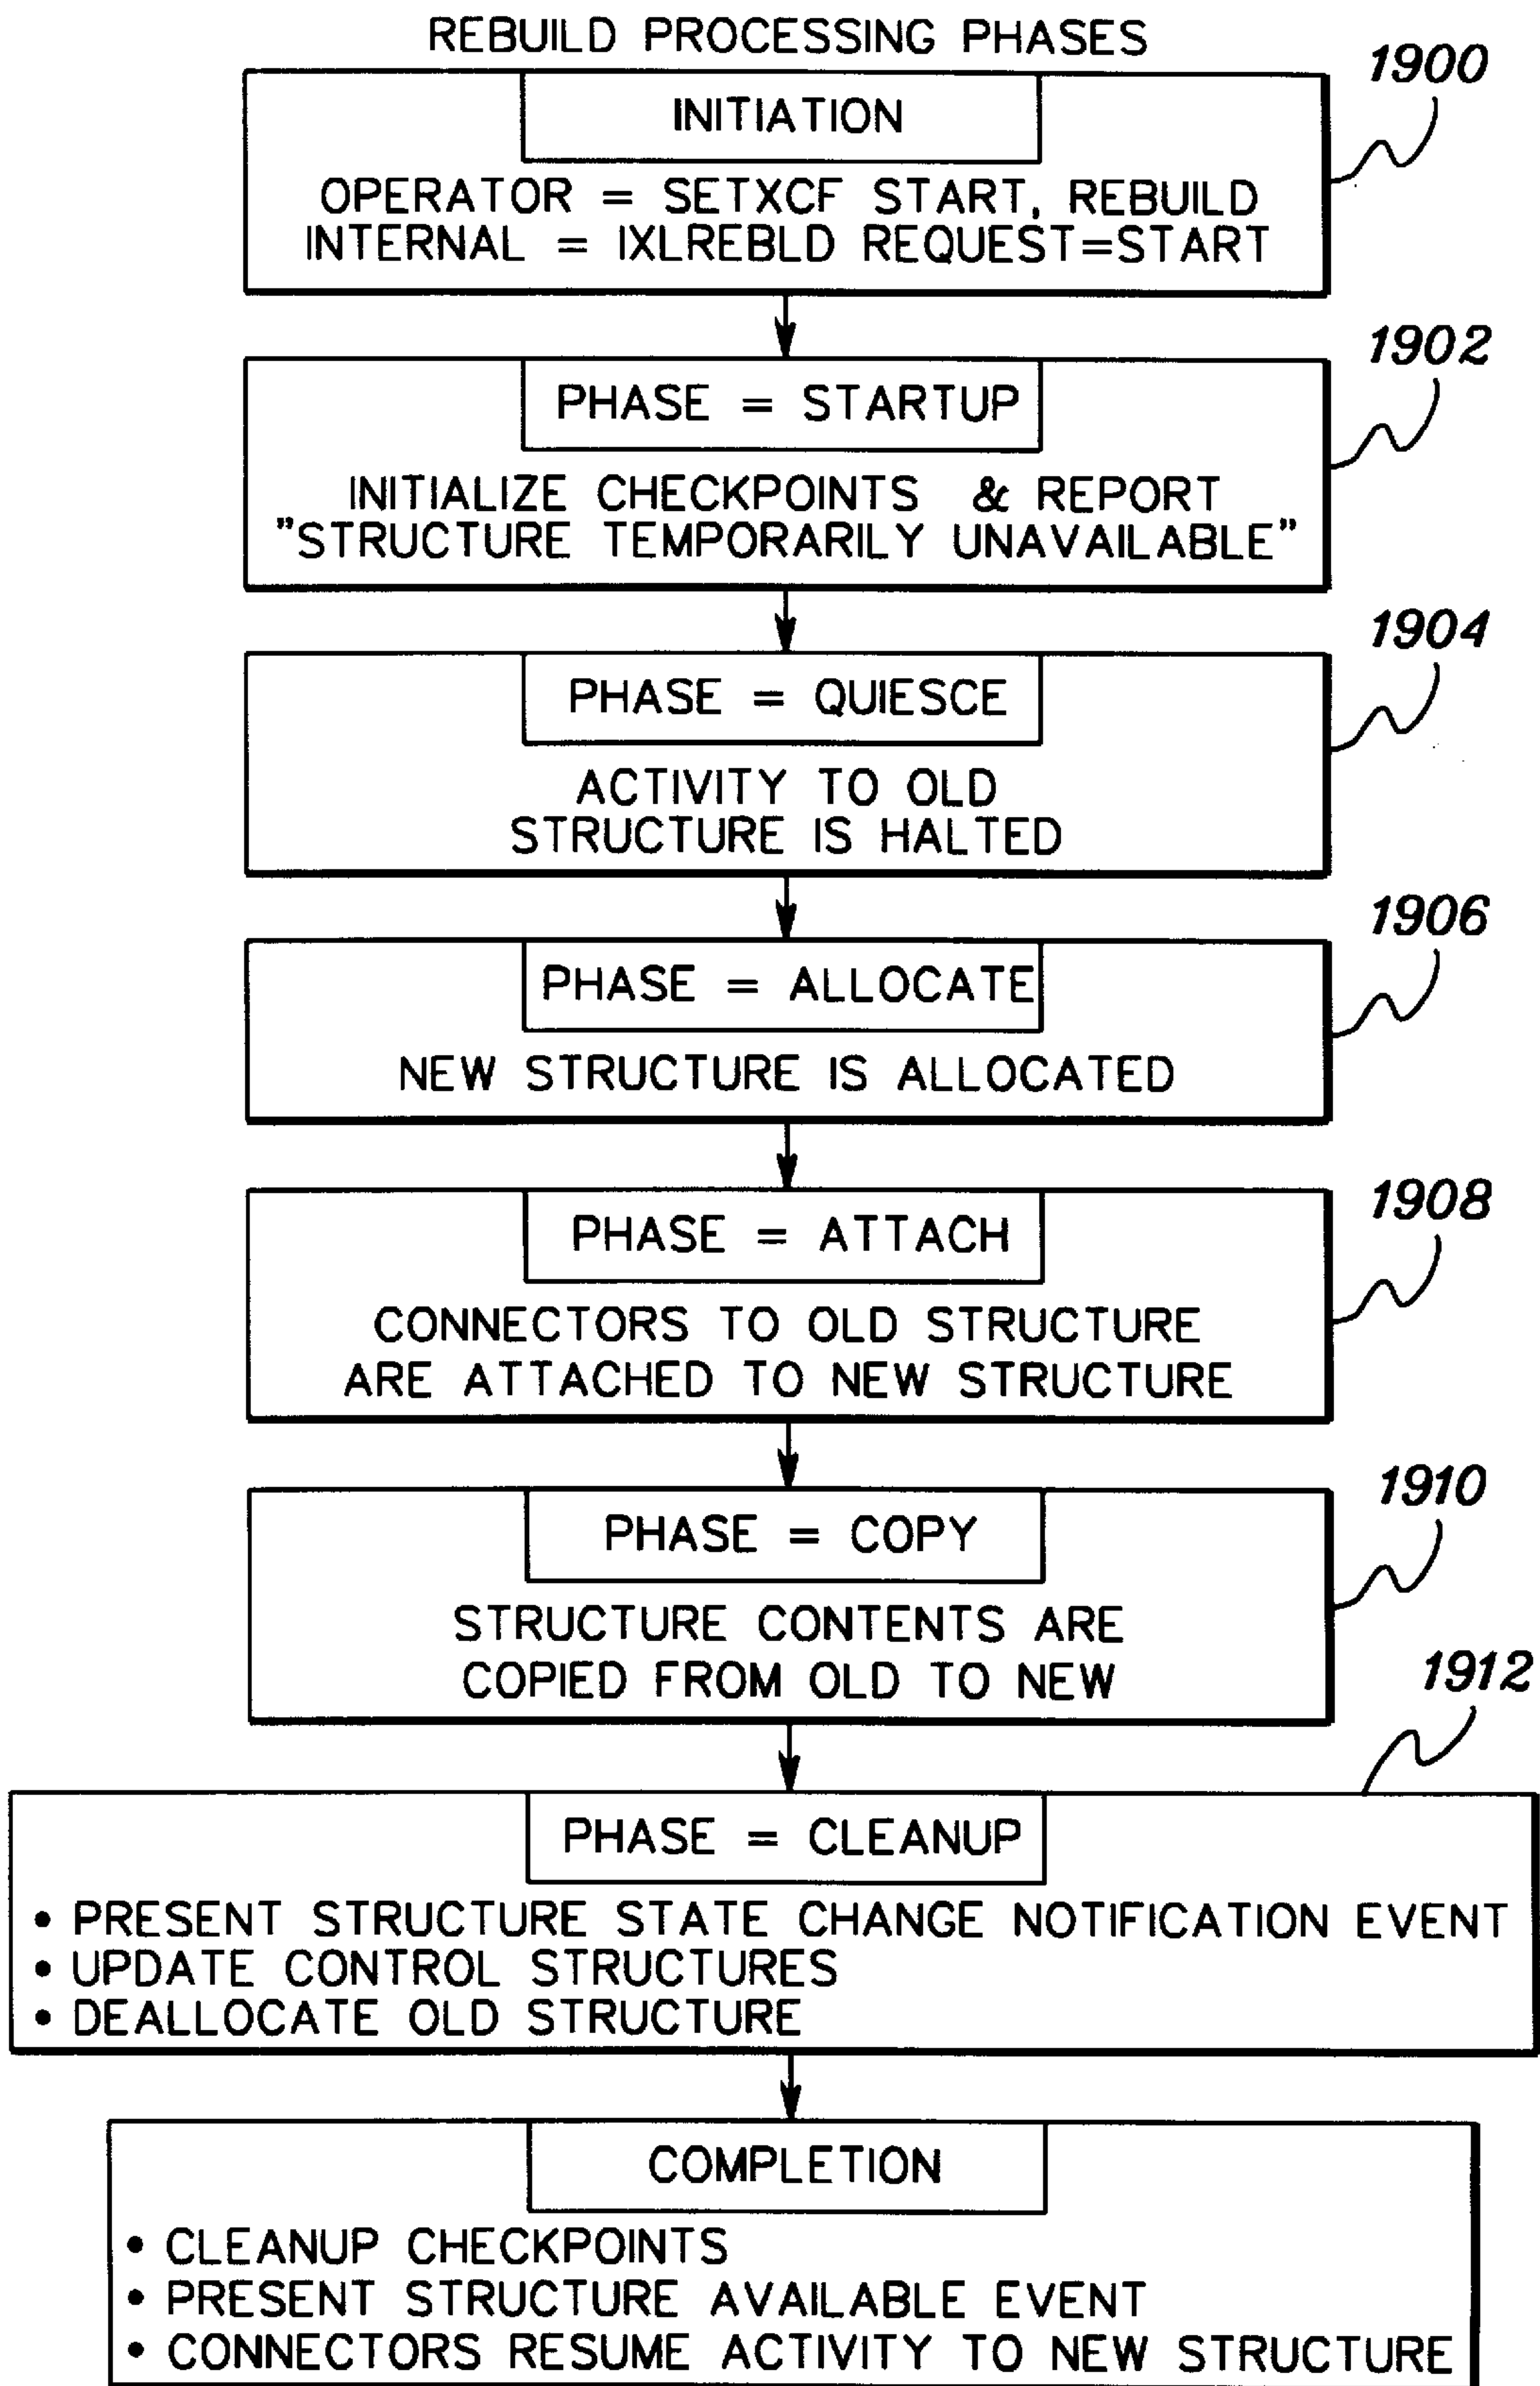 REBUILD PROCESSING PHASES
1900
INITIATION
OPERATOR = SETXCF START, REBUILD
INTERNAL = IXLREBLD REQUEST=START
1902
PHASE = STARTUP
INITIALIZE CHECKPOINTS & REPORT
"STRUCTURE TEMPORARILY UNAVAILABLE"
1904
PHASE = QUIESCE
ACTIVITY TO OLD
STRUCTURE IS HALTED
1906
PHASE = ALLOCATE
NEW STRUCTURE IS ALLOCATED
1908
PHASE = ATTACH
CONNECTORS TO OLD STRUCTURE
ARE ATTACHED TO NEW STRUCTURE
1910
PHASE = COPY
STRUCTURE CONTENTS ARE
COPIED FROM OLD TO NEW
1912
PHASE = CLEANUP
• PRESENT STRUCTURE STATE CHANGE NOTIFICATION EVENT
• UPDATE CONTROL STRUCTURES
• DEALLOCATE OLD STRUCTURE
COMPLETION
• CLEANUP CHECKPOINTS
• PRESENT STRUCTURE AVAILABLE EVENT
• CONNECTORS RESUME ACTIVITY TO NEW STRUCTURE